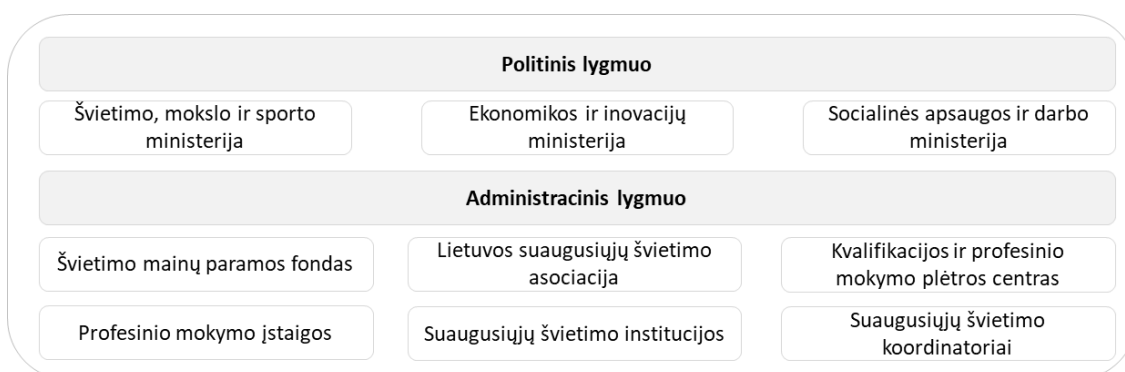 Politinis lygmuo
Švietimo, mokslo ir sporto
ministerija
Ekonomikos ir inovacijų
ministerija
Socialinės apsaugos ir darbo
ministerija
Administracinis lygmuo
Švietimo mainų paramos fondas
Lietuvos suaugusiųjų švietimo
asociacija
Kvalifikacijos ir profesinio
mokymo plėtros centras
Profesinio mokymo įstaigos
Suaugusiųjų švietimo institucijos
Suaugusiųjų švietimo
koordinatoriai